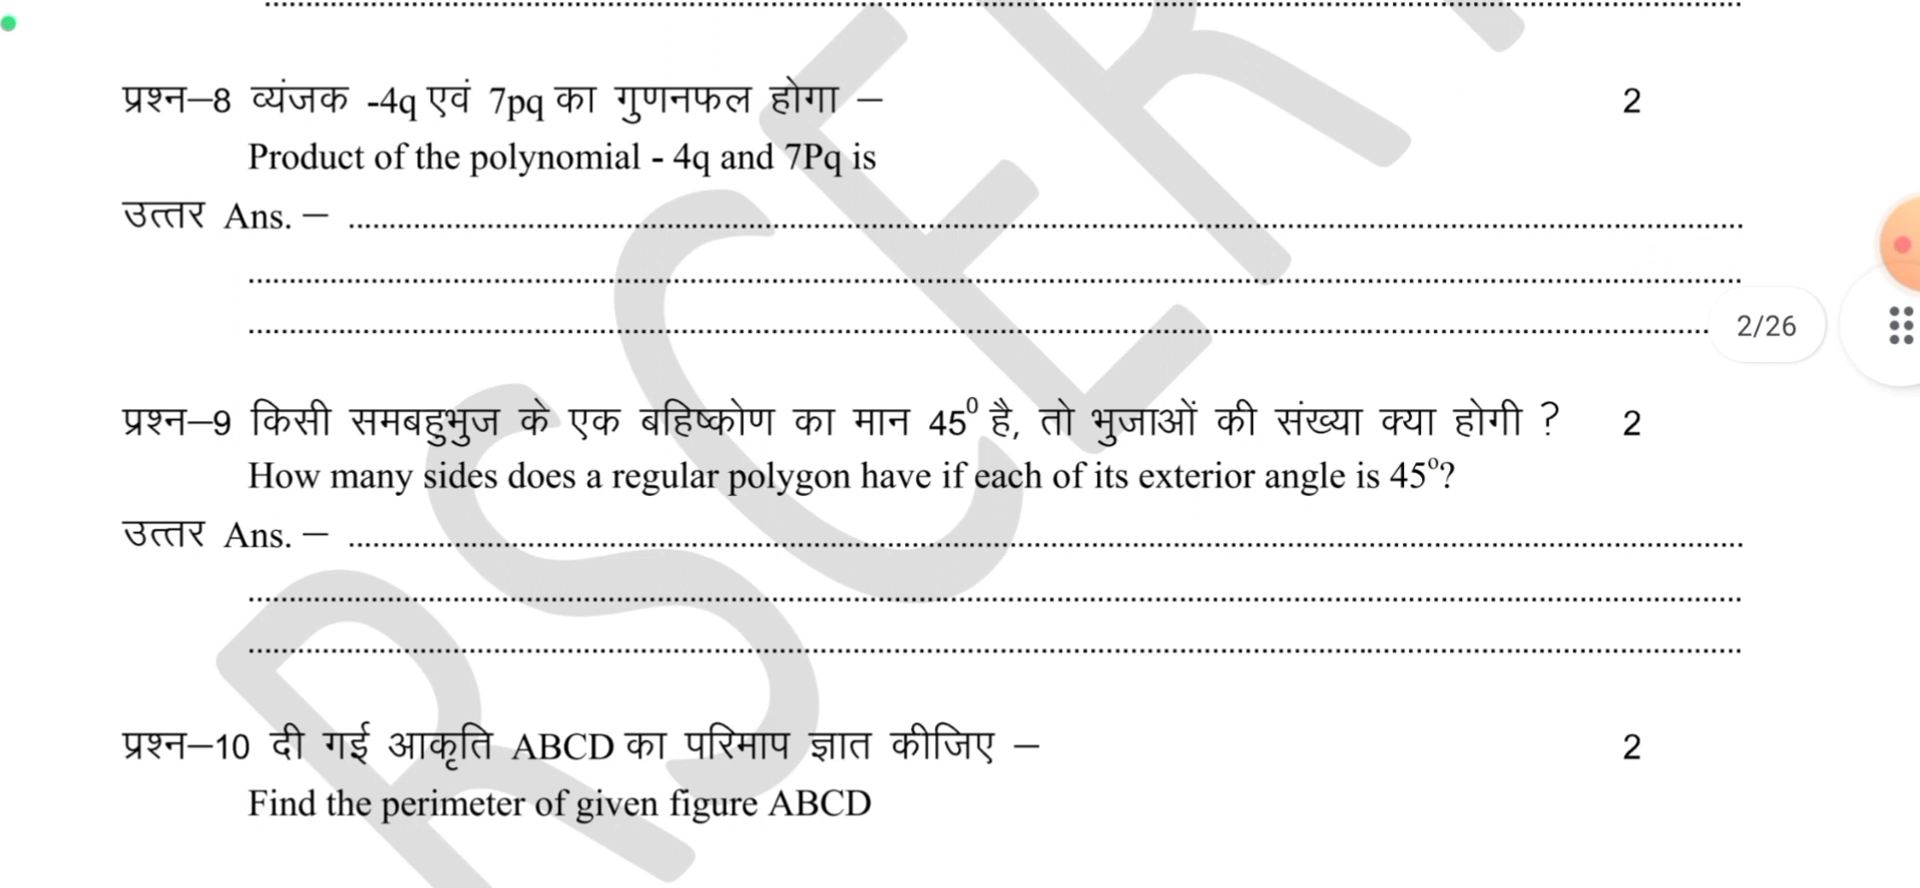 प्रश्न–8 व्यंजक -4q एवं 7pq का गुणनफल होगा – 2
Product of the polynomial - 4q and 7Pq is
उत्तर Ans. –
2/26
प्रश्न–9 किसी समबहुभुज के एक बहिष्कोण का मान 45⁰ है, तो भुजाओं की संख्या क्या होगी ? 2
How many sides does a regular polygon have if each of its exterior angle is 45º?
उत्तर Ans. –
प्रश्न–10 दी गई आकृति ABCD का परिमाप ज्ञात कीजिए – 2
Find the perimeter of given figure ABCD
RSCERT